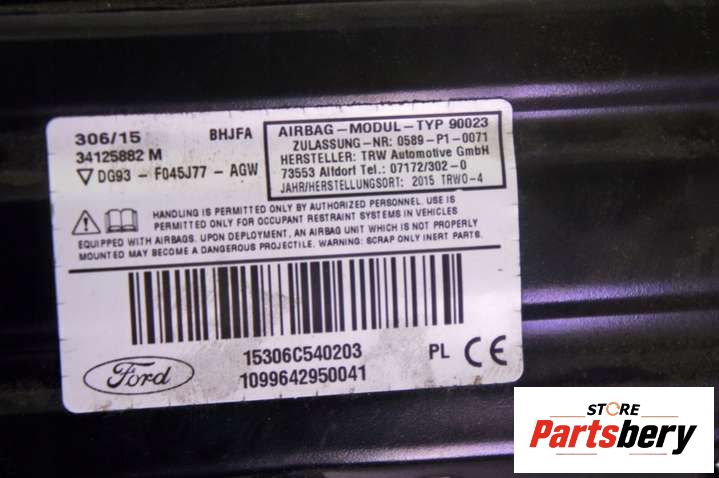 306/15 BHJFA
34125882 M
DG93 - F045J77 - AGW
AIRBAG-MODUL-TYP 90023
ZULASSUNG-NR: 0589-P1-0071
HERSTELLER: TRW Automotive GmbH
73553 Alfdorf Tel.: 07172/302-0
JAHR/HERSTELLUNGSORT: 2015 TRWO-4
HANDLING IS PERMITTED ONLY BY AUTHORIZED PERSONNEL. USE IS
PERMITTED ONLY FOR OCCUPANT RESTRAINT SYSTEMS IN VEHICLES
EQUIPPED WITH AIRBAGS. UPON DEPLOYMENT, AN AIRBAG UNIT WHICH IS NOT PROPERLY
MOUNTED MAY BECOME A DANGEROUS PROJECTILE. WARNING: SCRAP ONLY INERT PARTS.
15306C540203 PL CE
Ford 1099642950041
STORE
Partsbery